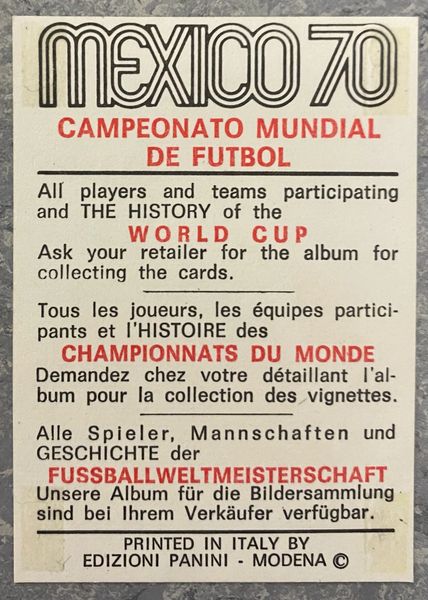 MEXICO 70
CAMPEONATO MUNDIAL
DE FUTBOL
All players and teams participating
and THE HISTORY of the
WORLD CUP
Ask your retailer for the album for
collecting the cards.
Tous les joueurs, les équipes partici-
pants et l'HISTOIRE des
CHAMPIONNATS DU MONDE
Demandez chez votre détaillant l'al-
bum pour la collection des vignettes.
Alle Spieler, Mannschaften und
GESCHICHTE der
FUSSBALLWELTMEISTERSCHAFT
Unsere Album für die Bildersammlung
sind bei Ihrem Verkäufer verfügbar.
PRINTED IN ITALY BY
EDIZIONI PANINI - MODENA ©